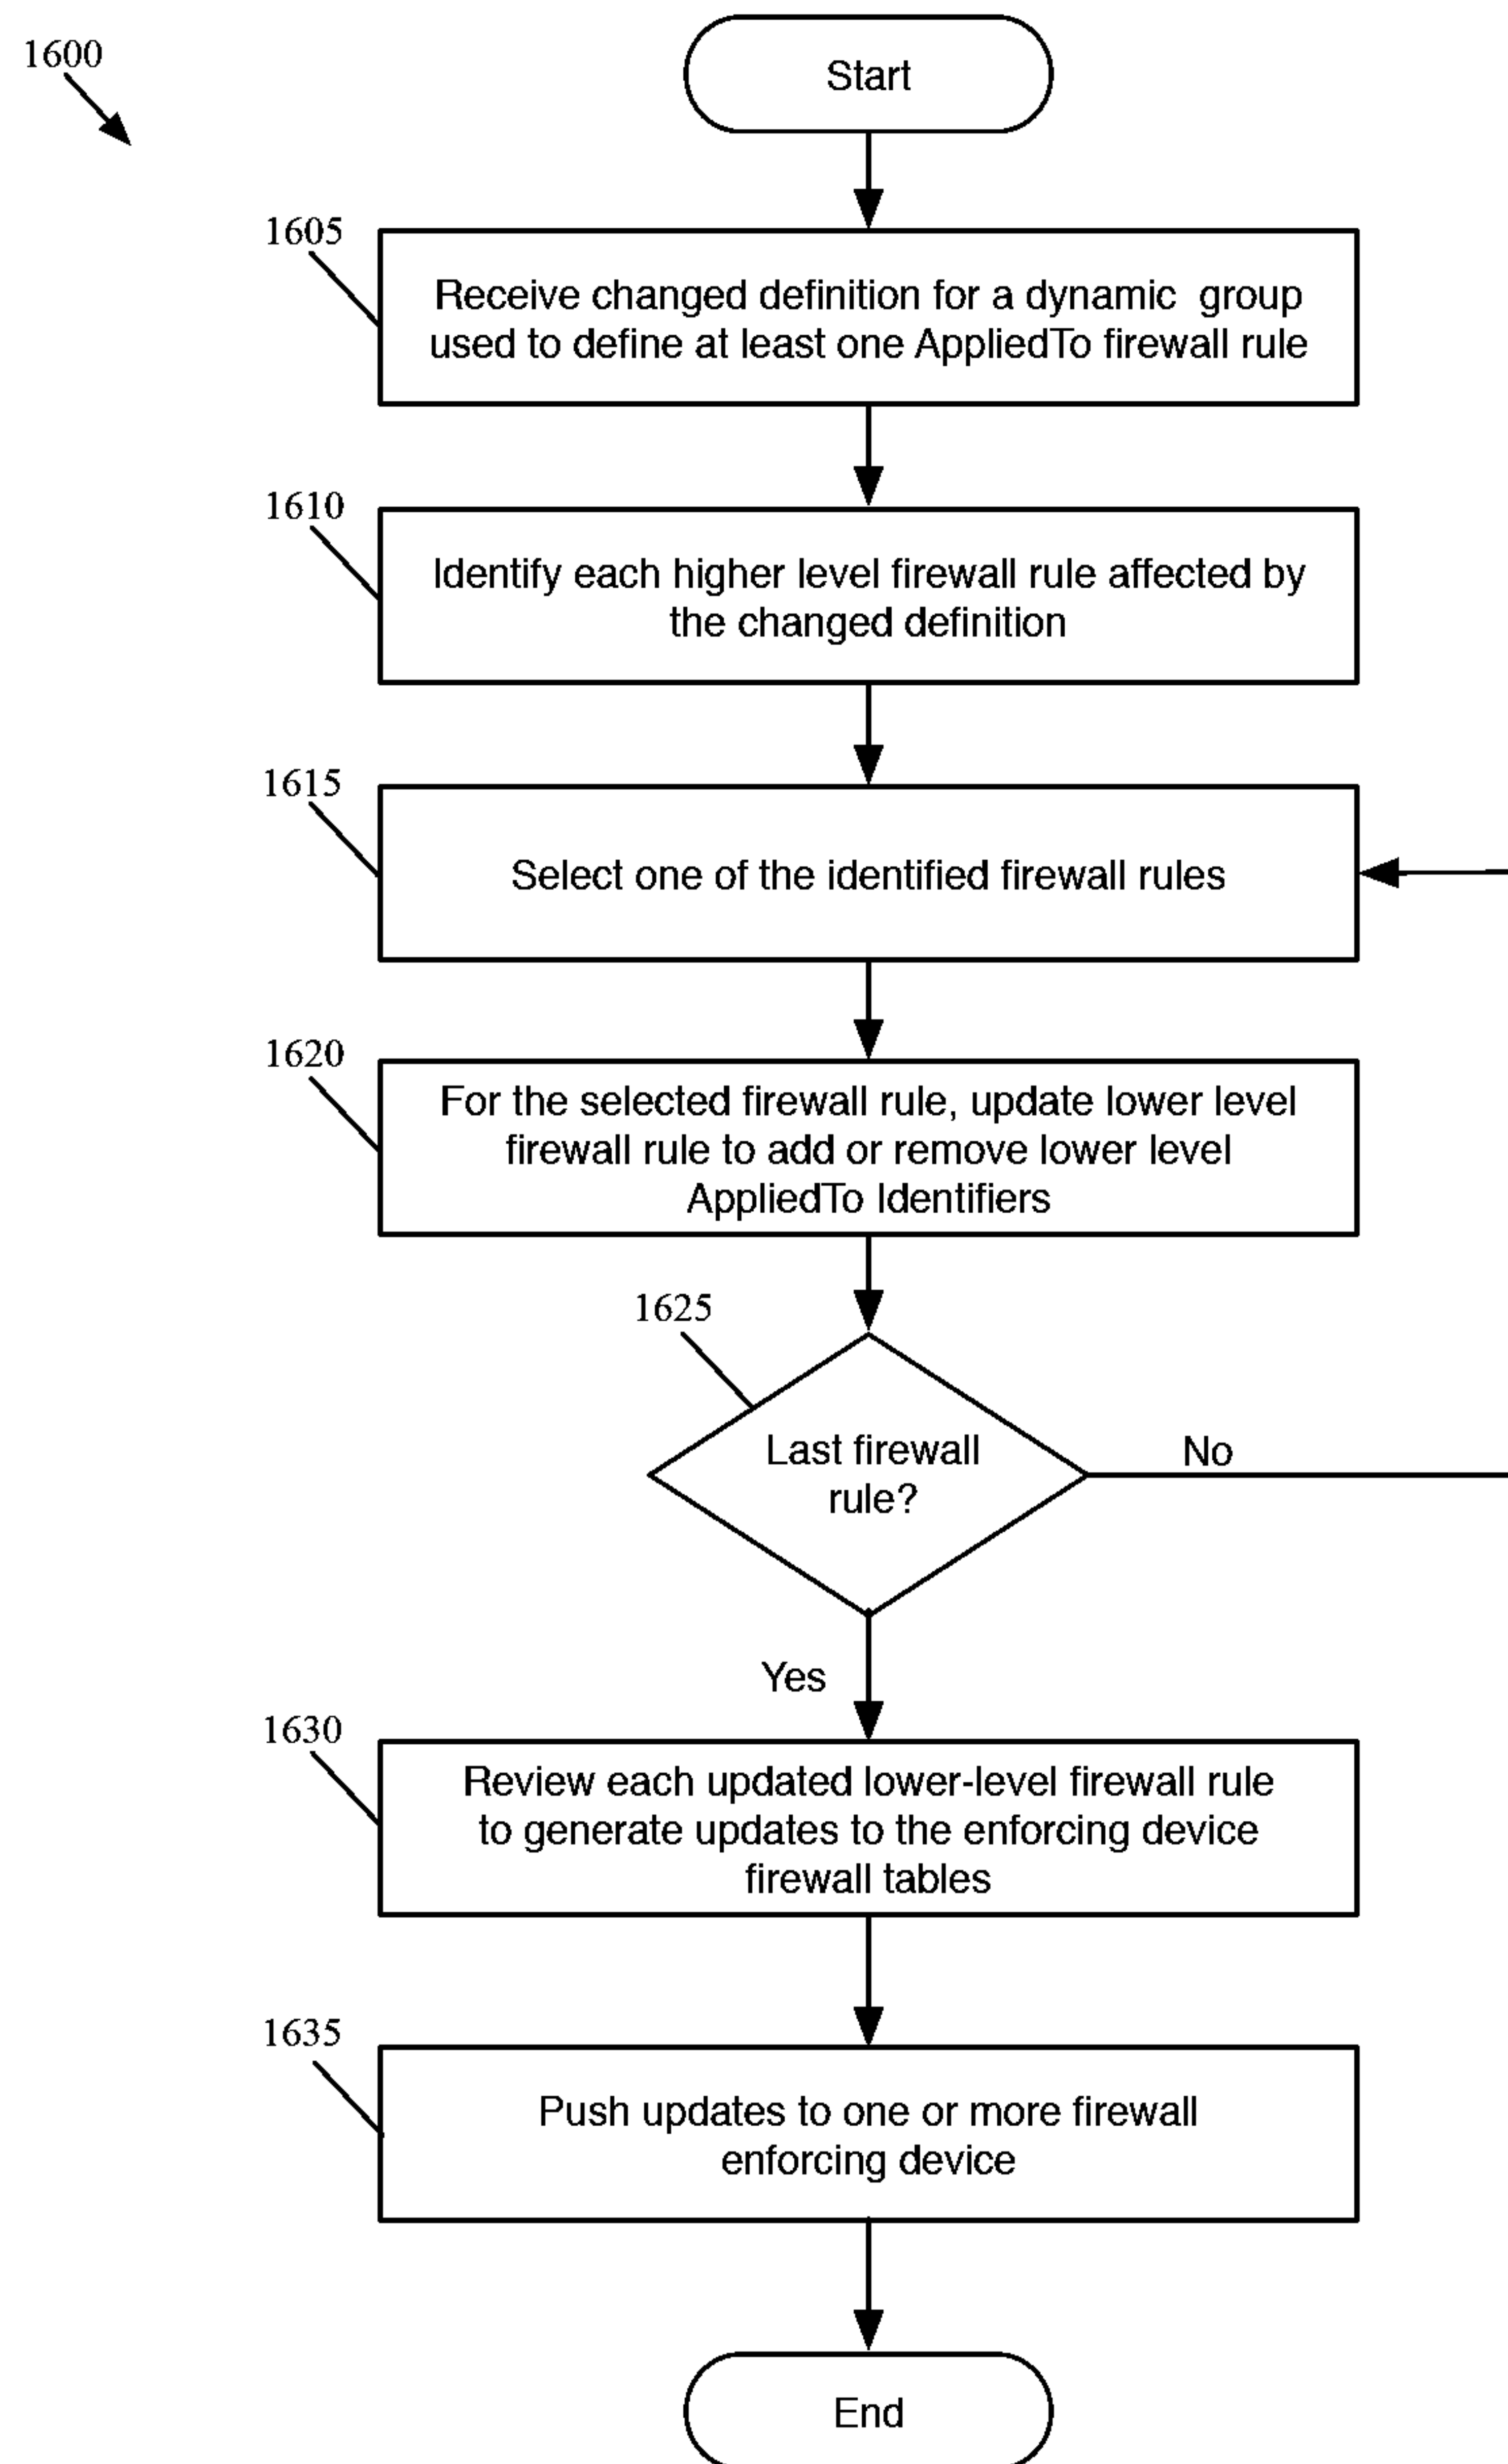 1600
Start
1605
Receive changed definition for a dynamic group
used to define at least one AppliedTo firewall rule
1610
Identify each higher level firewall rule affected by
the changed definition
1615
Select one of the identified firewall rules
1620
For the selected firewall rule, update lower level
firewall rule to add or remove lower level
AppliedTo Identifiers
1625
Last firewall
rule?
No
Yes
1630
Review each updated lower-level firewall rule
to generate updates to the enforcing device
firewall tables
1635
Push updates to one or more firewall
enforcing device
End